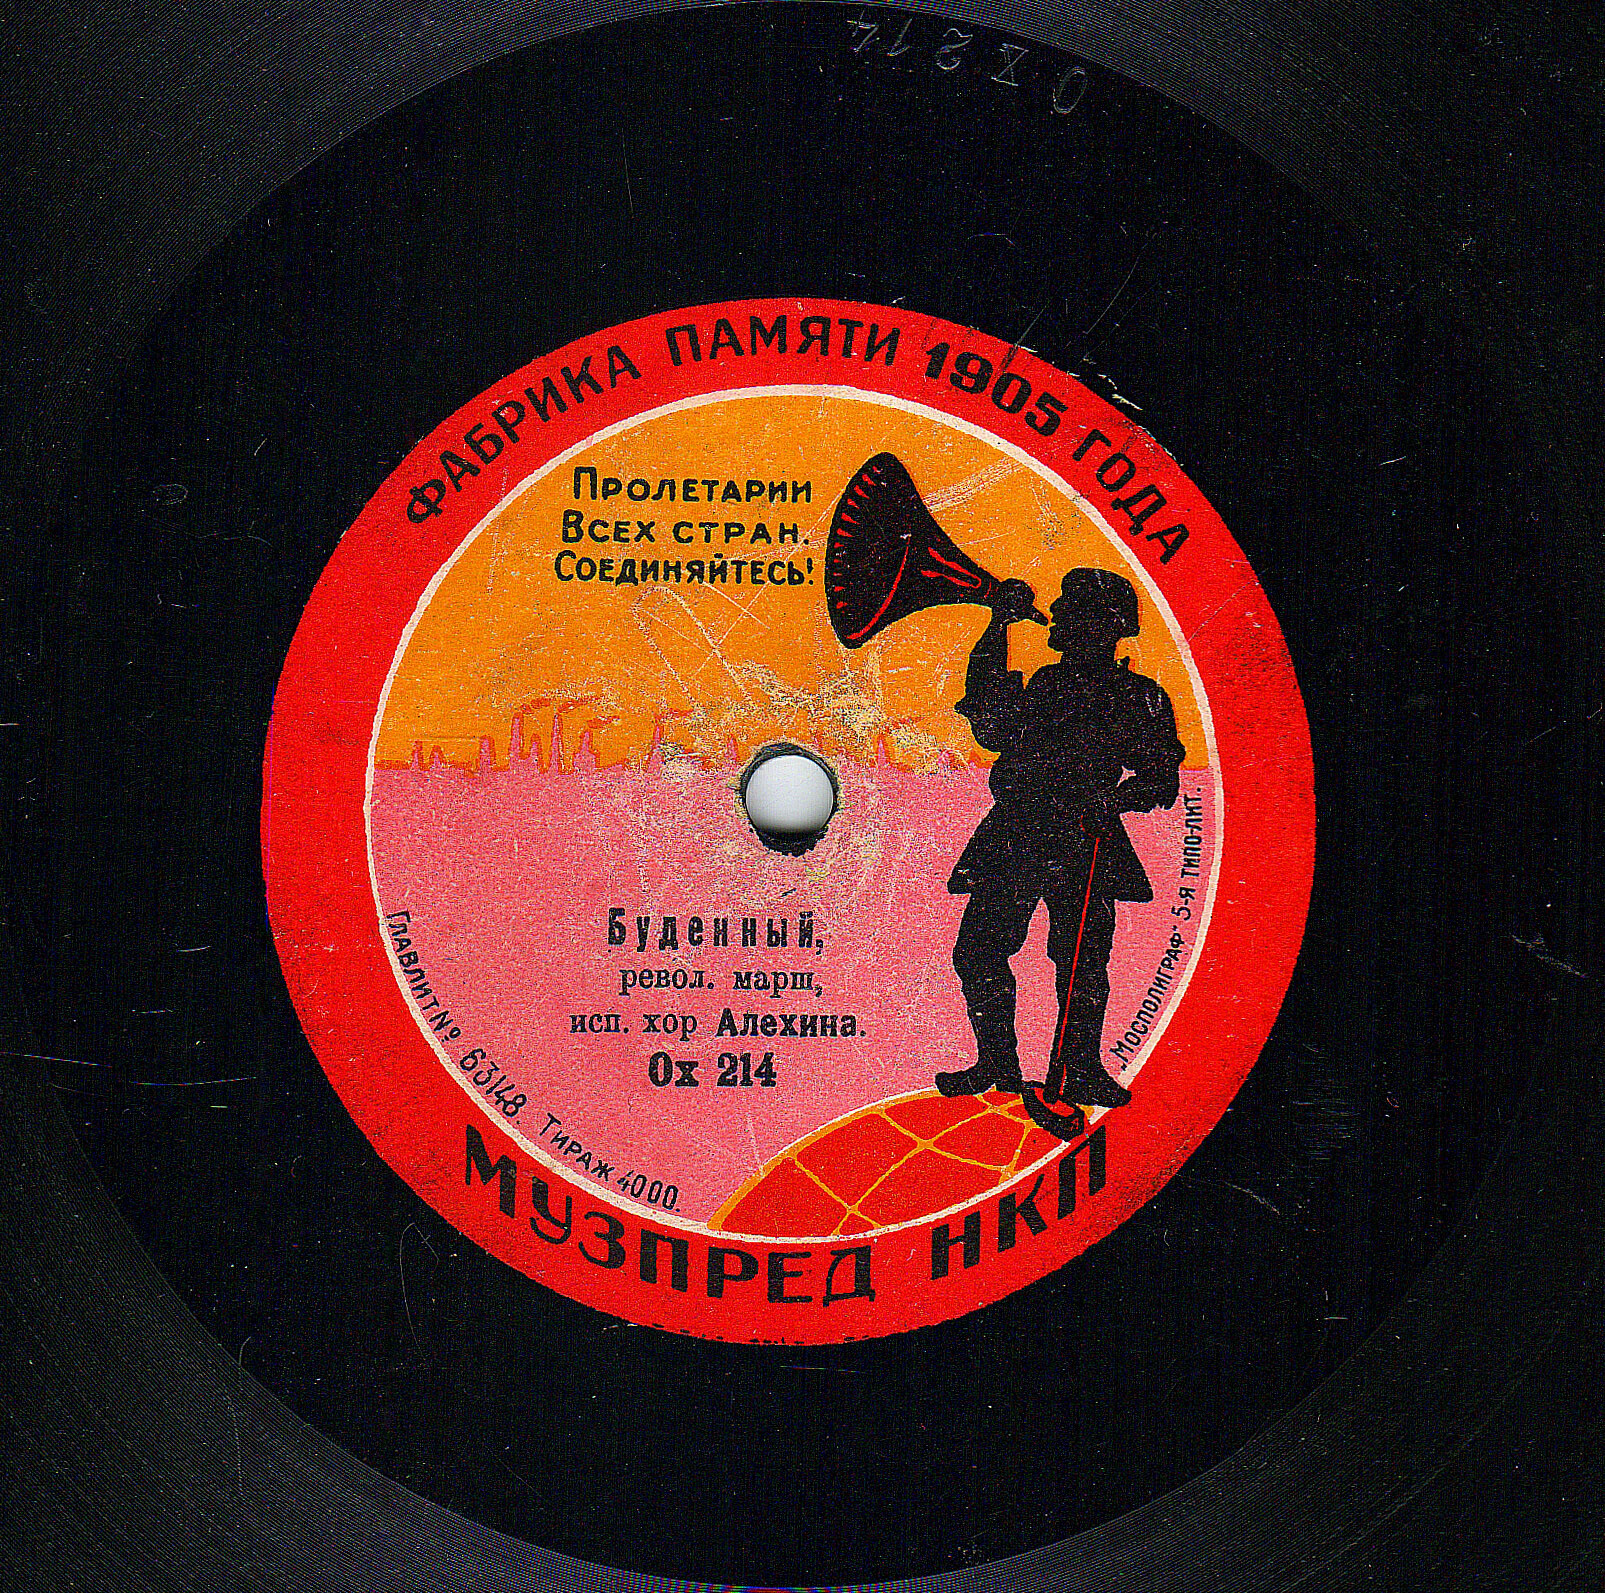 О X 214
ФАБРИКА ПАМЯТИ 1905 ГОДА
Пролетарии
Всех стран.
Соединяйтесь!
Буденный,
револ. марш,
исп. хор Алехина.
Ох 214
Главлит № 63148. Тираж 4000.
„Мосполиграф" 5-я типо-лит.
МУЗПРЕД НКП